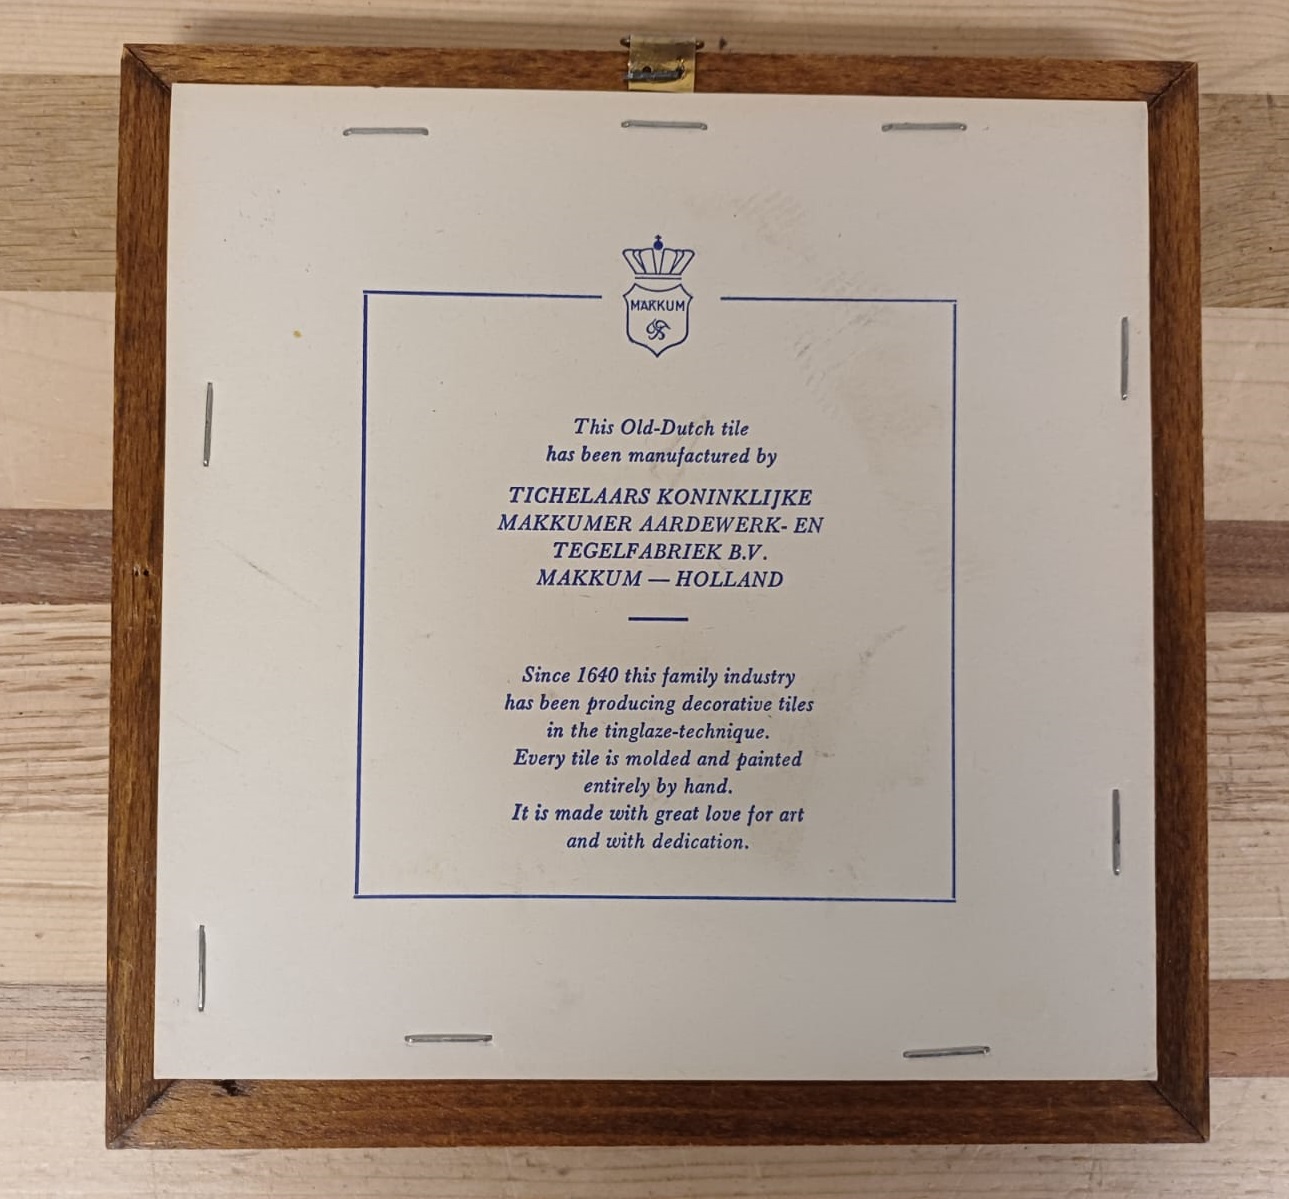 MAKKUM
This Old-Dutch tile
has been manufactured by
TICHELAARS KONINKLIJKE
MAKKUMER AARDEWERK- EN
TEGELFABRIEK B.V.
MAKKUM — HOLLAND
Since 1640 this family industry
has been producing decorative tiles
in the tinglaze-technique.
Every tile is molded and painted
entirely by hand.
It is made with great love for art
and with dedication.